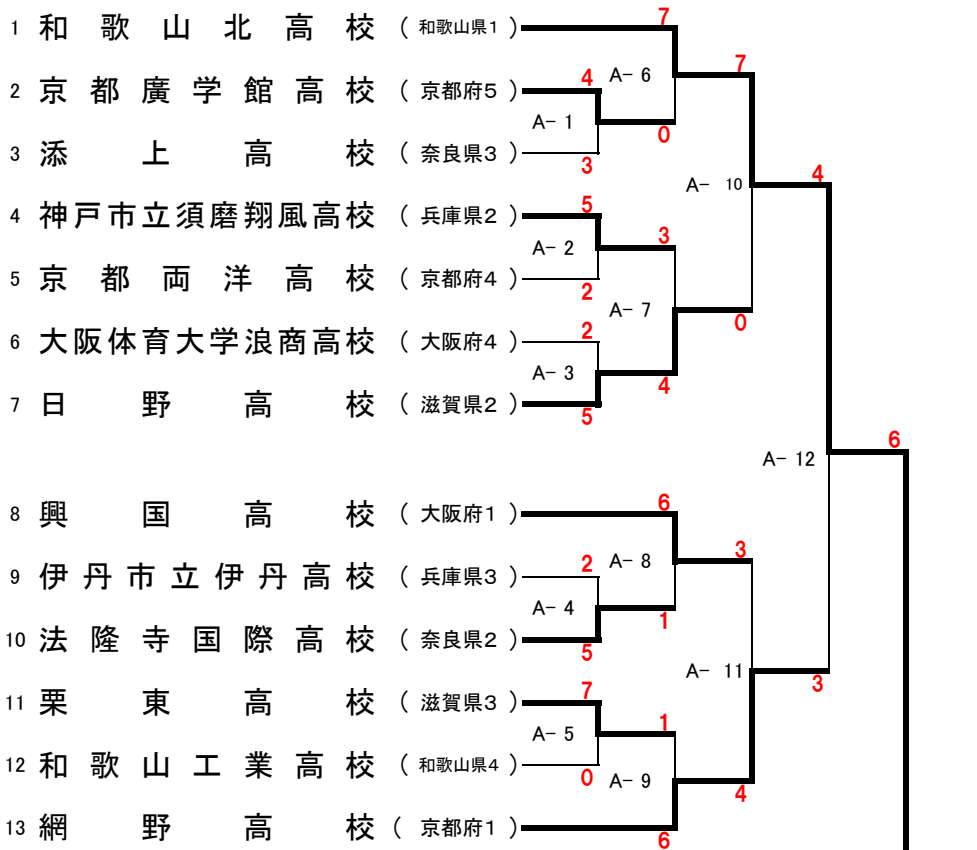 7
1 和歌山北高校 ( 和歌山県1 )
A- 6 7
2 京都廣学館高校 ( 京都府5 ) 4
A- 1 0
3 添上高校 ( 奈良県3 ) 3
A- 10 4
4 神戸市立須磨翔風高校 ( 兵庫県2 ) 5
A- 2 3
5 京都両洋高校 ( 京都府4 ) 2
A- 7 0
6 大阪体育大学浪商高校 ( 大阪府4 ) 2
A- 3 4
7 日野高校 ( 滋賀県2 ) 5
A- 12 6
8 興国高校 ( 大阪府1 ) 6
A- 8 3
9 伊丹市立伊丹高校 ( 兵庫県3 ) 2
A- 4 1
10 法隆寺国際高校 ( 奈良県2 ) 5
A- 11 3
11 栗東高校 ( 滋賀県3 ) 7
A- 5 1
12 和歌山工業高校 ( 和歌山県4 ) 0
A- 9 4
13 網野高校 ( 京都府1 ) 6